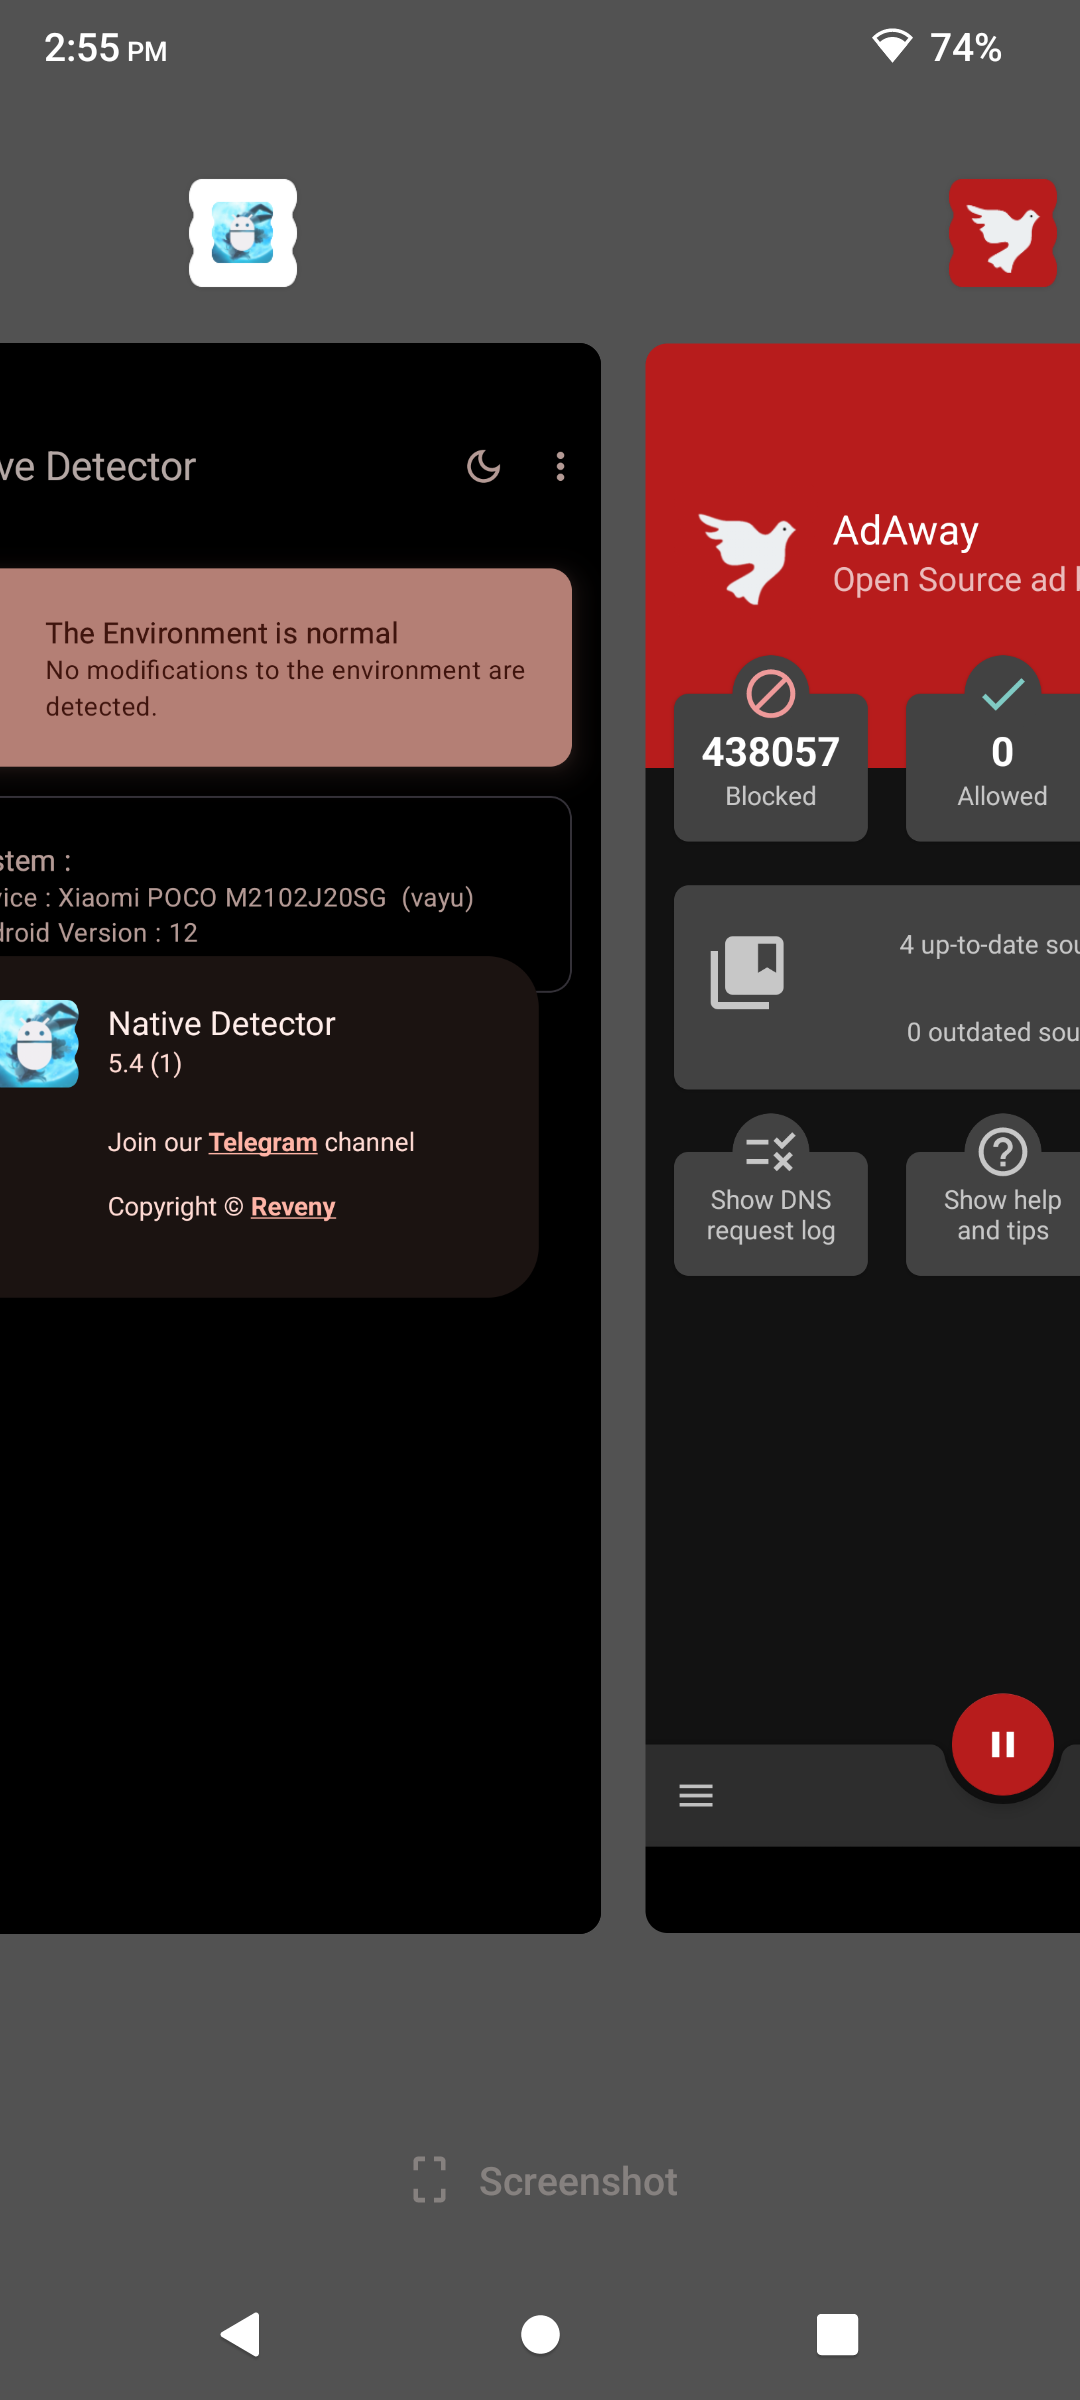 2:55 PM
74%
ve Detector
The Environment is normal
No modifications to the environment are
detected.
stem :
vice : Xiaomi POCO M2102J20SG (vayu)
droid Version : 12
Native Detector
5.4 (1)
Join our Telegram channel
Copyright © Reveny
AdAway
Open Source ad
438057
Blocked
0
Allowed
4 up-to-date sou
0 outdated sou
Show DNS
request log
Show help
and tips
Screenshot